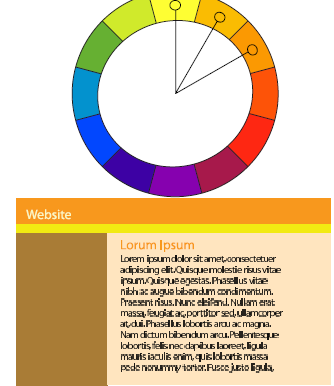 Website
Lorum Ipsum
Lorem ipsum dolor sit amet, consectetuer
adipiscing elit. Quisque molestie risus vitae
ipsum. Quisque egestas. Phasellus vitae
nibh ac augue bibendum condimentum.
Praesent risus. Nunc eleifend. Nullam erat
massa, feugiat ac, porttitor sed, ullamcorper
at, dui. Phasellus lobortis arcu ac magna.
Nam dictum bibendum arcu. Pellentesque
lobortis, felis nec dapibus laoreet, ligula
mauris iaculis enim, quis lobortis massa
pede nonummy tortor. Fusce justo ligula,